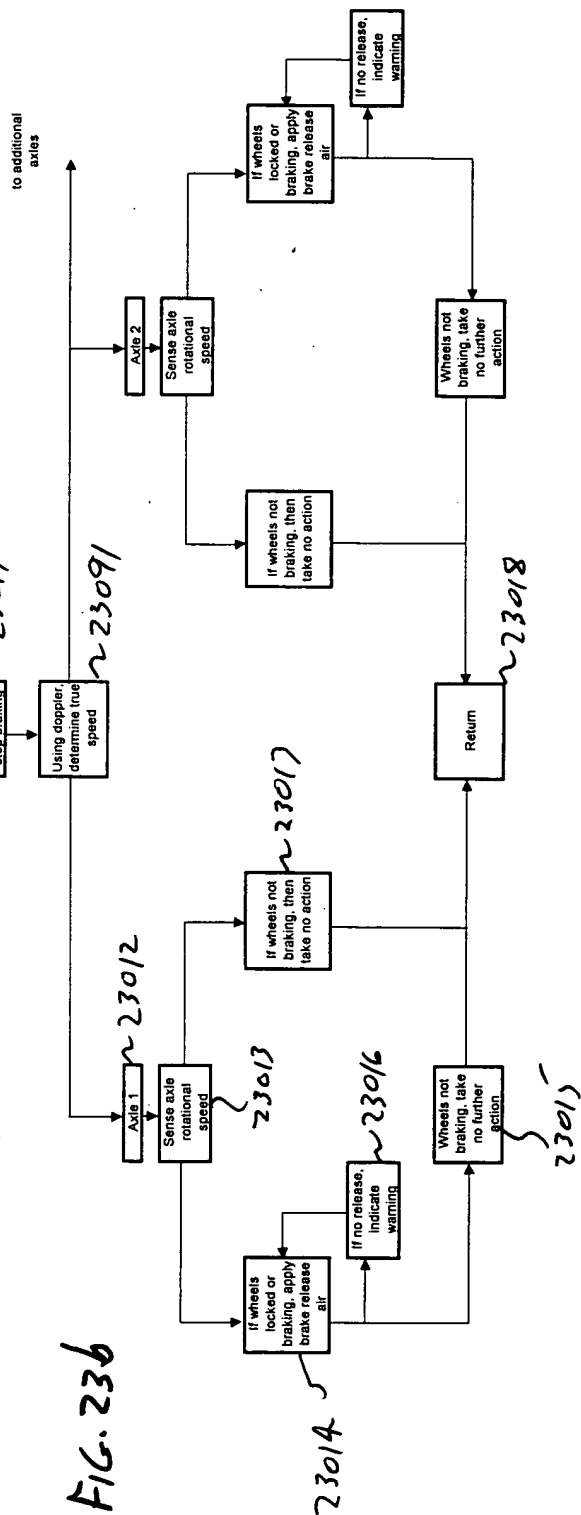 to additional
axles
Using doppler,
determine true
speed
23091
Axle 1
23012
Axle 2
Sense axle
rotational
speed
23013
Sense axle
rotational
speed
If wheels
locked or
braking, apply
brake release
air
23014
If no release,
indicate
warning
23016
If wheels not
braking, then
take no action
23017
If wheels not
braking, then
take no action
If wheels
locked or
braking, apply
brake release
air
If no release,
indicate
warning
Wheels not
braking, take
no further
action
23015
Return
23018
Wheels not
braking, take
no further
action
FIG. 23b